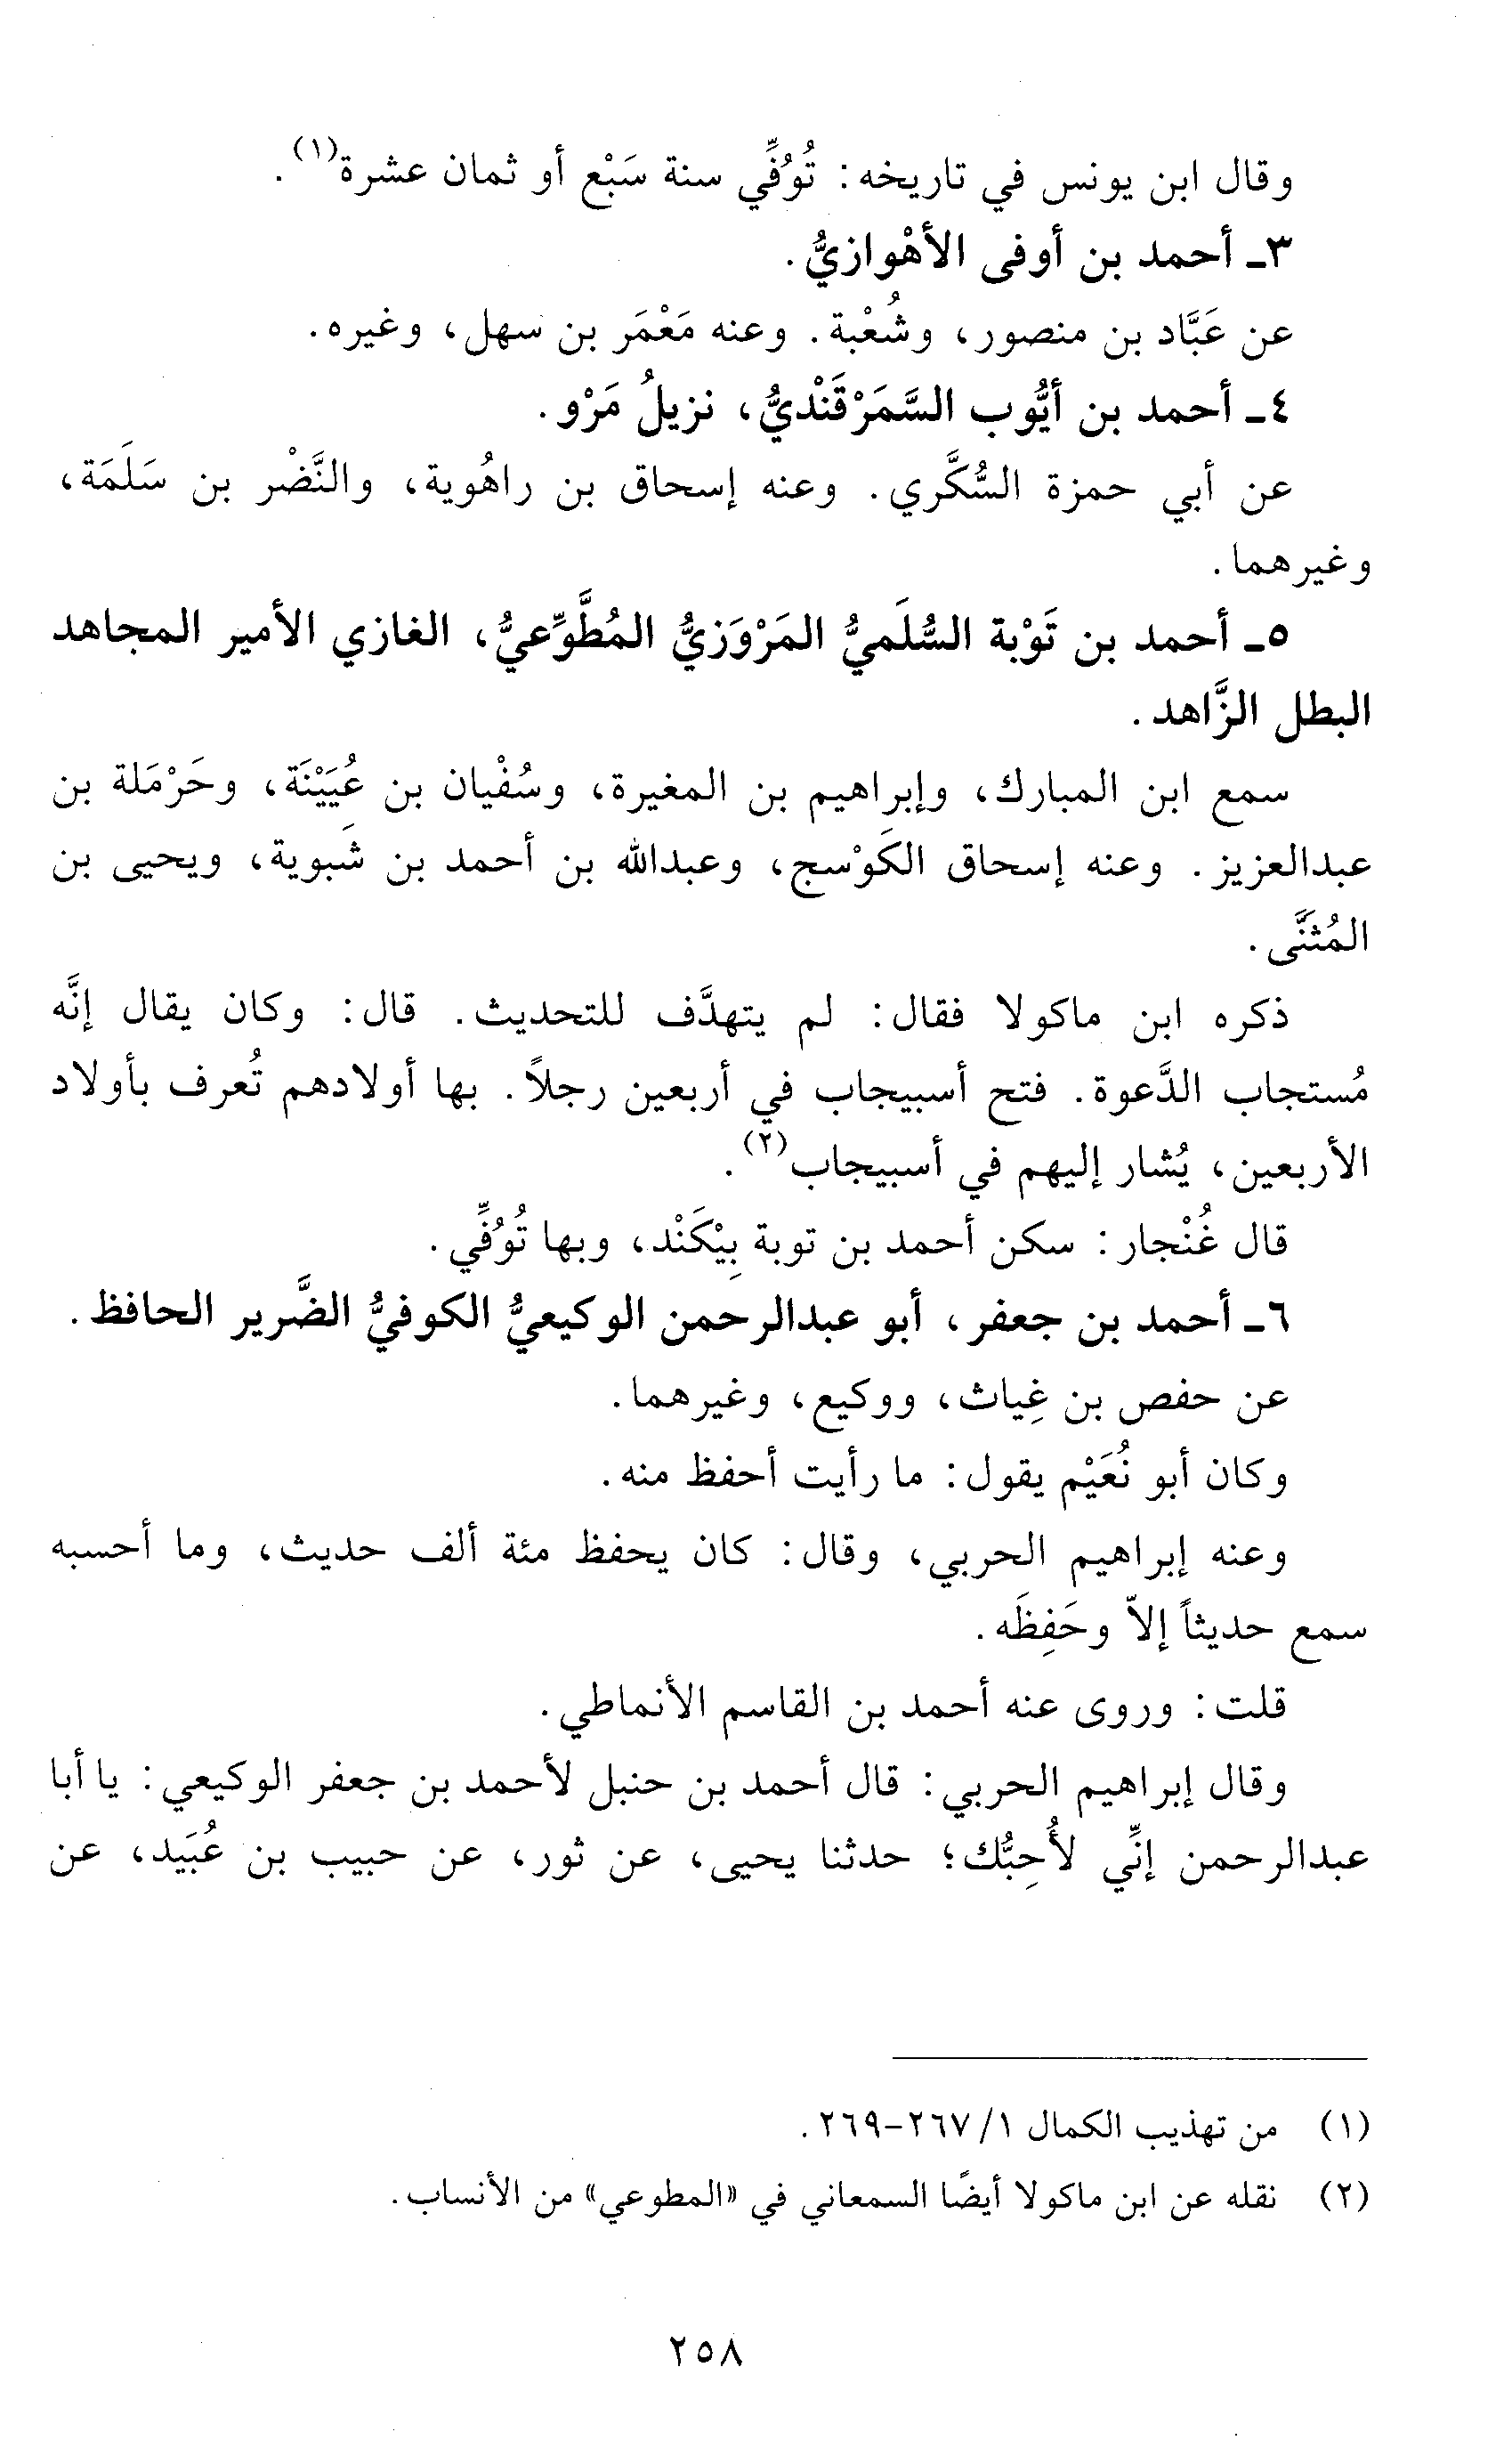 وقال ابن يونس في تاريخه: تُوُفِّي سنة سَبْع أو ثمان عشرة(١).
٣ـ أحمد بن أوفى الأهْوازيُّ.
عن عَبَّاد بن منصور، وشُعْبة. وعنه مَعْمَر بن سهل، وغيره.
٤ـ أحمد بن أيُّوب السَّمَرْقَنْديُّ، نزيلُ مَرْو.
عن أبي حمزة السُّكَّري. وعنه إسحاق بن راهُوية، والنَّضْر بن سَلَمَة،
وغيرهما.
٥ـ أحمد بن تَوْبة السُّلَميُّ المَرْوَزيُّ المُطَّوِّعيُّ، الغازي الأمير المجاهد
البطل الزَّاهد.
سمع ابن المبارك، وإبراهيم بن المغيرة، وسُفْيان بن عُيَيْنَة، وحَرْمَلة بن
عبدالعزيز. وعنه إسحاق الكَوْسج، وعبدالله بن أحمد بن شَبوية، ويحيى بن
المُثَنَّى.
ذكره ابن ماكولا فقال: لم يتهدَّف للتحديث. قال: وكان يقال إنَّه
مُستجاب الدَّعوة. فتح أسبيجاب في أربعين رجلاً. بها أولادهم تُعرف بأولاد
الأربعين، يُشار إليهم في أسبيجاب(٢).
قال غُنْجار: سكن أحمد بن توبة بِيْكَنْد، وبها تُوُفِّي.
٦ـ أحمد بن جعفر، أبو عبدالرحمن الوكيعيُّ الكوفيُّ الضَّرير الحافظ.
عن حفص بن غِياث، ووكيع، وغيرهما.
وكان أبو نُعَيْم يقول: ما رأيت أحفظ منه.
وعنه إبراهيم الحربي، وقال: كان يحفظ مئة ألف حديث، وما أحسبه
سمع حديثاً إلاّ وحَفِظَه.
قلت: وروى عنه أحمد بن القاسم الأنماطي.
وقال إبراهيم الحربي: قال أحمد بن حنبل لأحمد بن جعفر الوكيعي: يا أبا
عبدالرحمن إنِّي لأُحِبُّك؛ حدثنا يحيى، عن ثور، عن حبيب بن عُبَيد، عن
(١) من تهذيب الكمال ١/ ٢٦٧-٢٦٩.
(٢) نقله عن ابن ماكولا أيضًا السمعاني في «المطوعي» من الأنساب.
٢٥٨